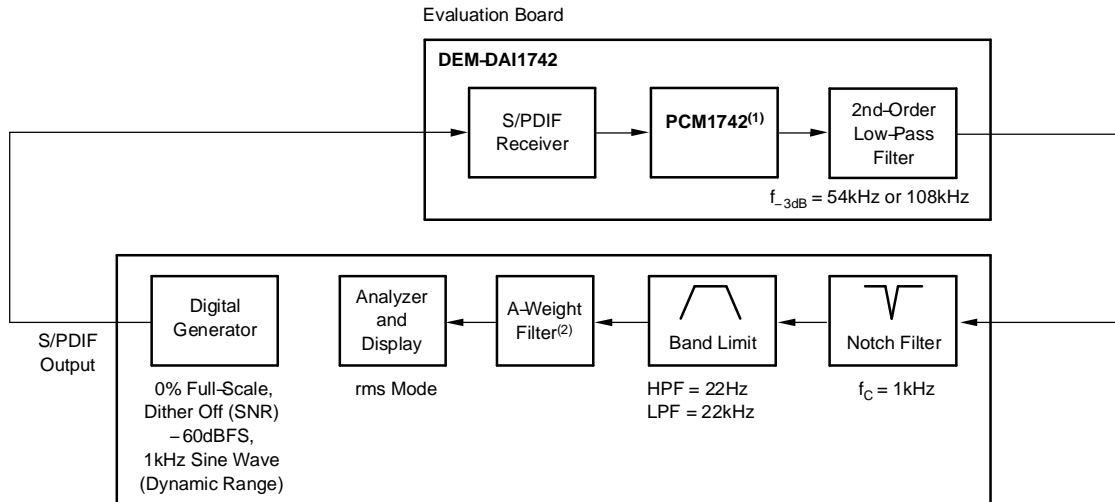 Evaluation Board
DEM-DAI1742
S/PDIF
Receiver
PCM1742(1)
2nd-Order
Low-Pass
Filter
f–3dB = 54kHz or 108kHz
S/PDIF
Output
Digital
Generator
0% Full-Scale,
Dither Off (SNR)
–60dBFS,
1kHz Sine Wave
(Dynamic Range)
Analyzer
and
Display
rms Mode
A-Weight
Filter(2)
Band Limit
HPF = 22Hz
LPF = 22kHz
Notch Filter
fC = 1kHz